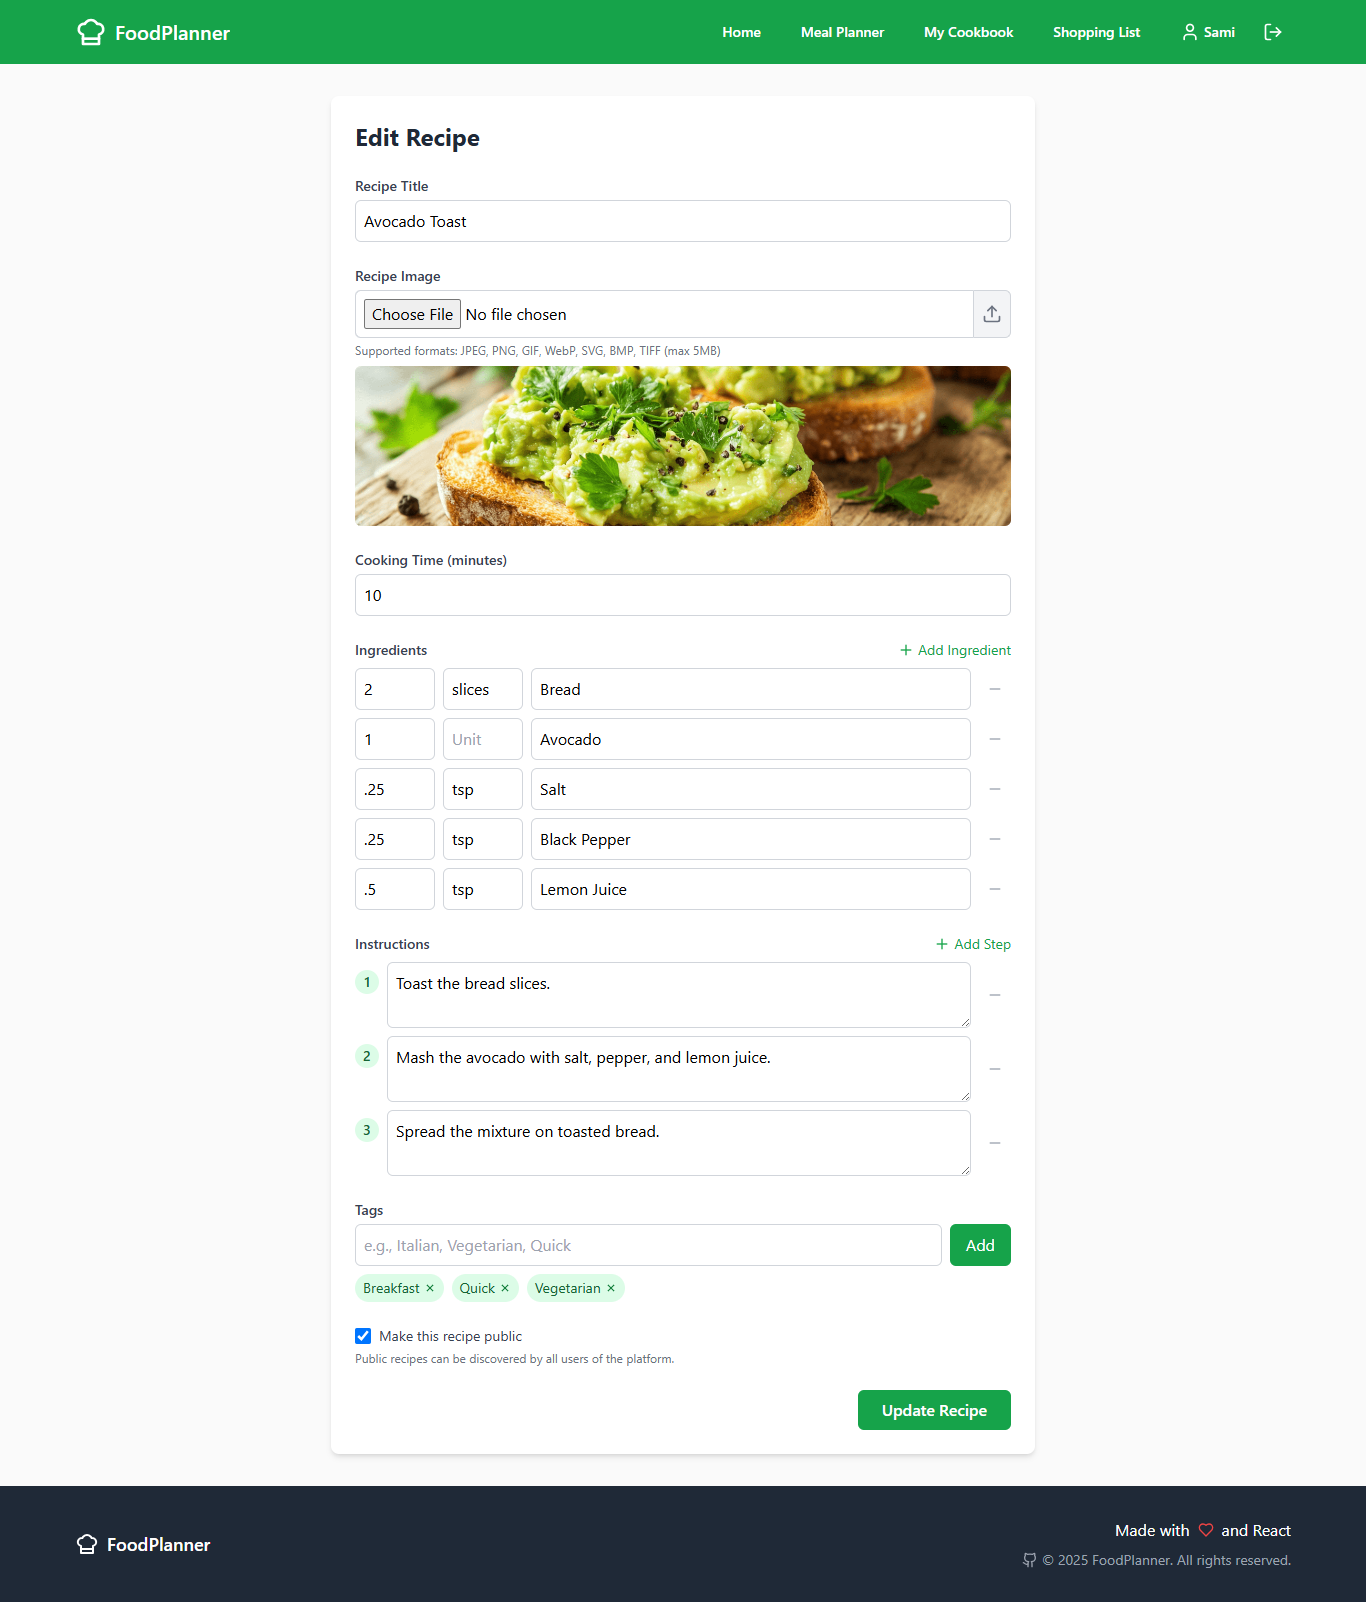 FoodPlanner
Home
Meal Planner
My Cookbook
Shopping List
Sami
Edit Recipe
Recipe Title
Avocado Toast
Recipe Image
Choose File No file chosen
Supported formats: JPEG, PNG, GIF, WebP, SVG, BMP, TIFF (max 5MB)
Cooking Time (minutes)
10
Ingredients
+ Add Ingredient
2 slices Bread
1 Unit Avocado
.25 tsp Salt
.25 tsp Black Pepper
.5 tsp Lemon Juice
Instructions
+ Add Step
1 Toast the bread slices.
2 Mash the avocado with salt, pepper, and lemon juice.
3 Spread the mixture on toasted bread.
Tags
e.g., Italian, Vegetarian, Quick
Add
Breakfast × Quick × Vegetarian ×
Make this recipe public
Public recipes can be discovered by all users of the platform.
Update Recipe
FoodPlanner
Made with ♡ and React
© 2025 FoodPlanner. All rights reserved.